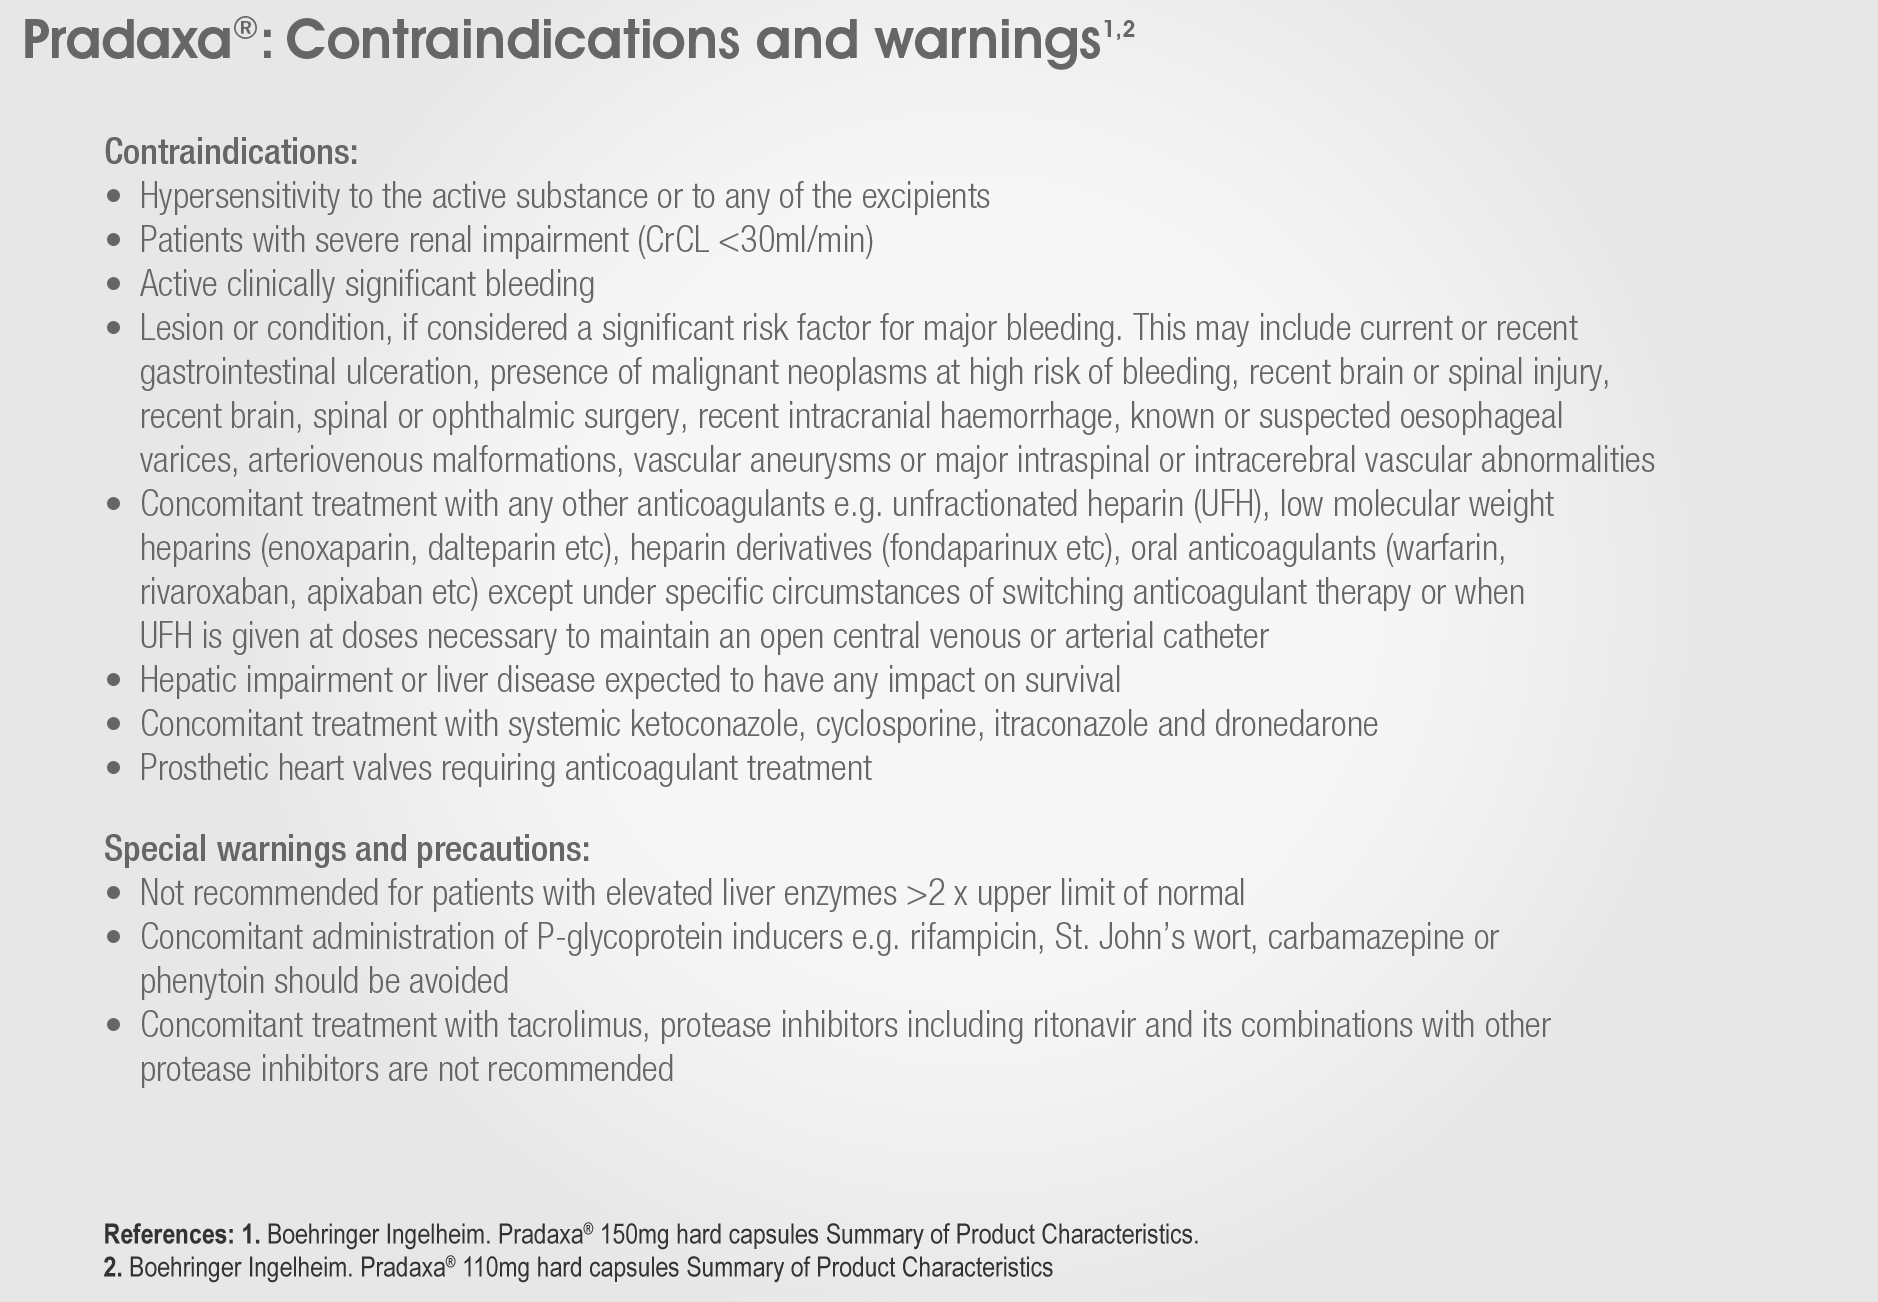 Pradaxa®: Contraindications and warnings1,2
Contraindications:
• Hypersensitivity to the active substance or to any of the excipients
• Patients with severe renal impairment (CrCL <30ml/min)
• Active clinically significant bleeding
• Lesion or condition, if considered a significant risk factor for major bleeding. This may include current or recent
gastrointestinal ulceration, presence of malignant neoplasms at high risk of bleeding, recent brain or spinal injury,
recent brain, spinal or ophthalmic surgery, recent intracranial haemorrhage, known or suspected oesophageal
varices, arteriovenous malformations, vascular aneurysms or major intraspinal or intracerebral vascular abnormalities
• Concomitant treatment with any other anticoagulants e.g. unfractionated heparin (UFH), low molecular weight
heparins (enoxaparin, dalteparin etc), heparin derivatives (fondaparinux etc), oral anticoagulants (warfarin,
rivaroxaban, apixaban etc) except under specific circumstances of switching anticoagulant therapy or when
UFH is given at doses necessary to maintain an open central venous or arterial catheter
• Hepatic impairment or liver disease expected to have any impact on survival
• Concomitant treatment with systemic ketoconazole, cyclosporine, itraconazole and dronedarone
• Prosthetic heart valves requiring anticoagulant treatment
Special warnings and precautions:
• Not recommended for patients with elevated liver enzymes >2 x upper limit of normal
• Concomitant administration of P-glycoprotein inducers e.g. rifampicin, St. John’s wort, carbamazepine or
phenytoin should be avoided
• Concomitant treatment with tacrolimus, protease inhibitors including ritonavir and its combinations with other
protease inhibitors are not recommended
References: 1. Boehringer Ingelheim. Pradaxa® 150mg hard capsules Summary of Product Characteristics.
2. Boehringer Ingelheim. Pradaxa® 110mg hard capsules Summary of Product Characteristics